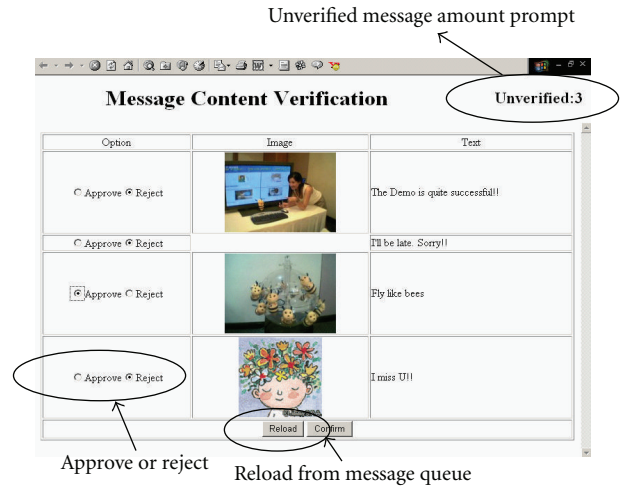 Unverified message amount prompt
Message Content Verification
Unverified:3
Option Image Text
Approve Reject The Demo is quite successful!!
Approve Reject I'll be late. Sorry!!
Approve Reject Fly like bees
Approve Reject I miss U!!
Reload Confirm
Approve or reject
Reload from message queue